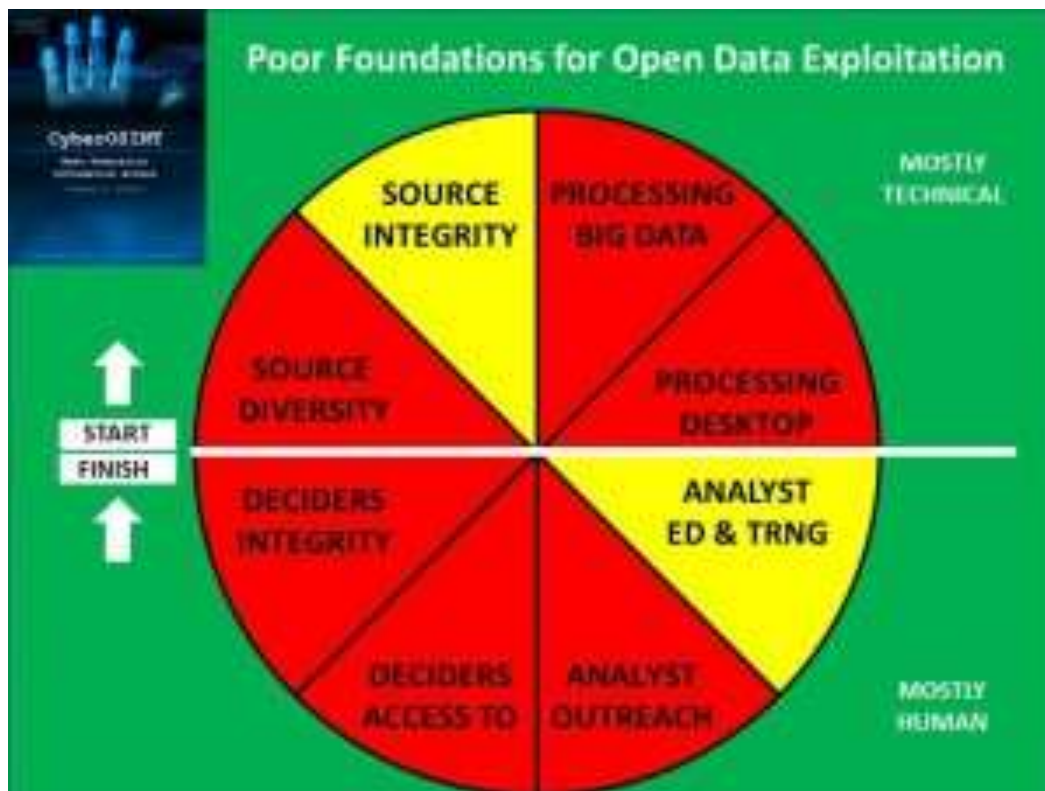 Poor Foundations for Open Data Exploitation
CyberOSINT
MOSTLY
TECHNICAL
SOURCE
INTEGRITY
PROCESSING
BIG DATA
SOURCE
DIVERSITY
PROCESSING
DESKTOP
START
FINISH
DECIDERS
INTEGRITY
ANALYST
ED & TRNG
DECIDERS
ACCESS TO
ANALYST
OUTREACH
MOSTLY
HUMAN